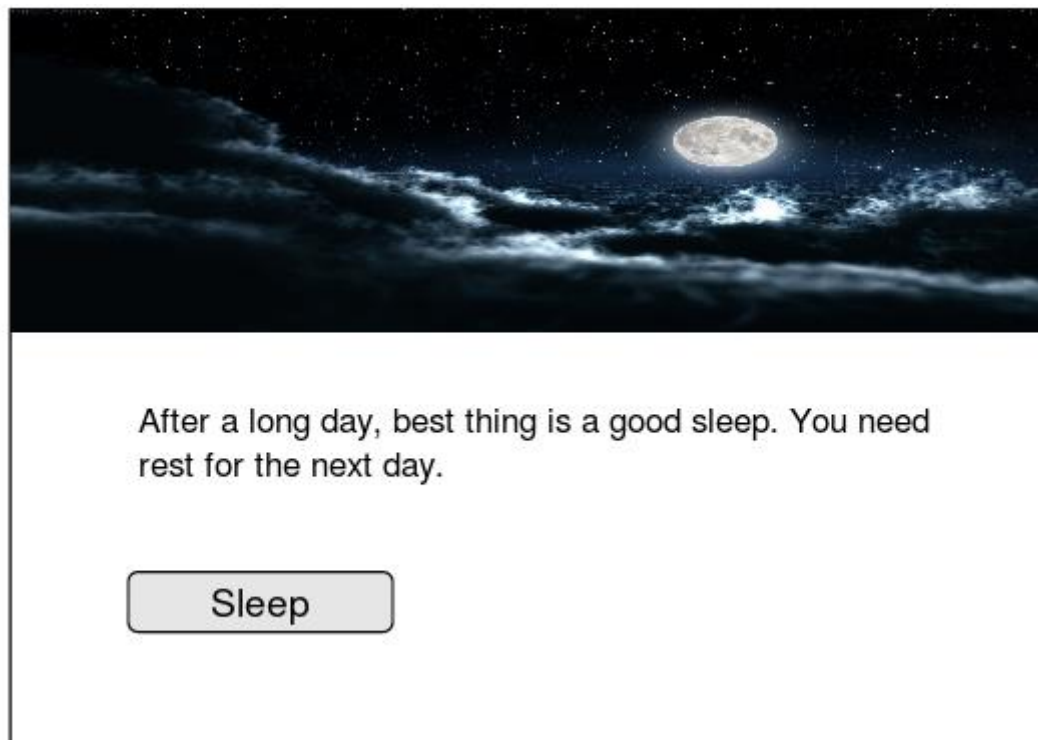 After a long day, best thing is a good sleep. You need
rest for the next day.
Sleep